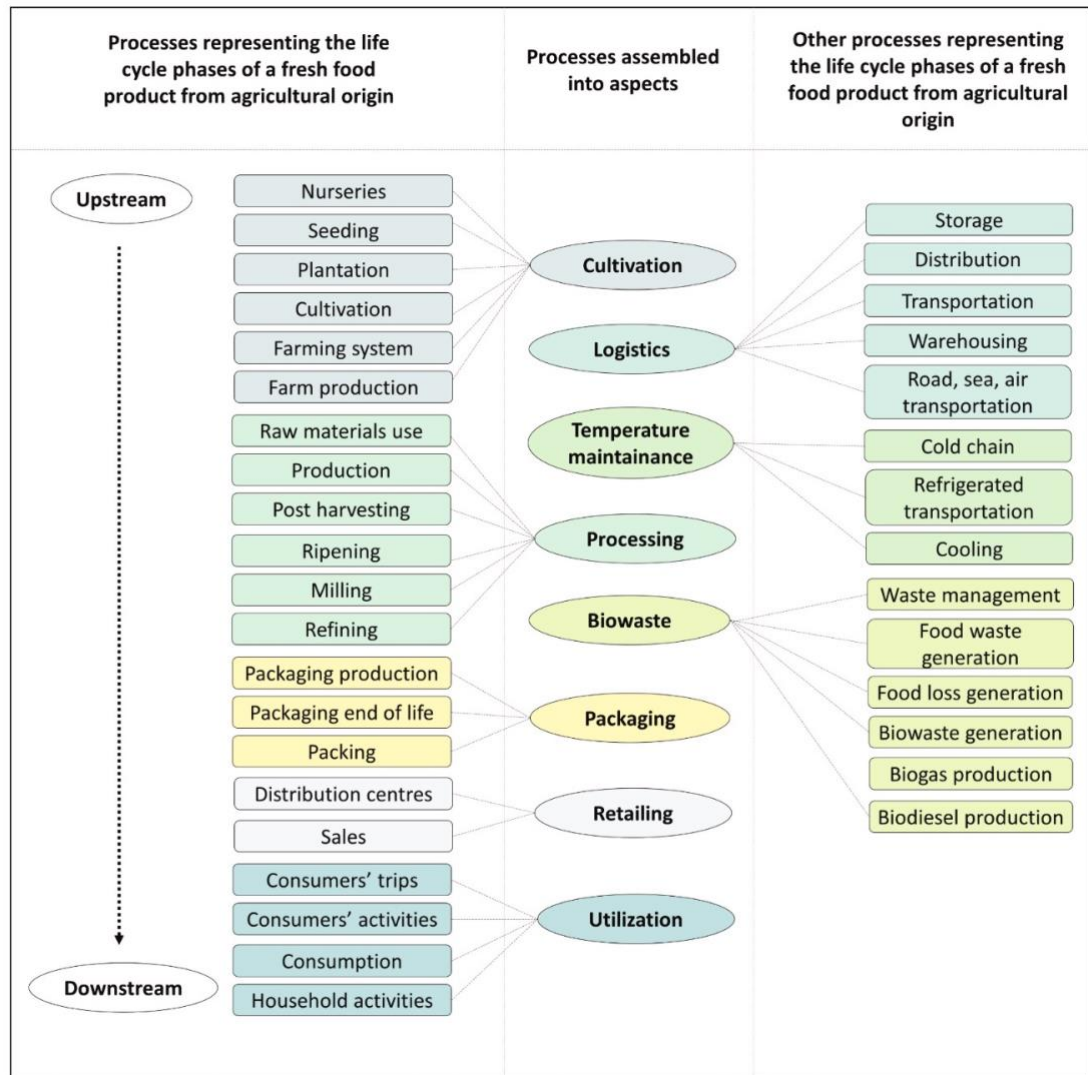 Processes representing the life
cycle phases of a fresh food
product from agricultural origin
Processes assembled
into aspects
Other processes representing
the life cycle phases of a fresh
food product from agricultural
origin
Upstream
Downstream
Nurseries
Seeding
Plantation
Cultivation
Farming system
Farm production
Raw materials use
Production
Post harvesting
Ripening
Milling
Refining
Packaging production
Packaging end of life
Packing
Distribution centres
Sales
Consumers’ trips
Consumers’ activities
Consumption
Household activities
Cultivation
Logistics
Temperature
maintainance
Processing
Biowaste
Packaging
Retailing
Utilization
Storage
Distribution
Transportation
Warehousing
Road, sea, air
transportation
Cold chain
Refrigerated
transportation
Cooling
Waste management
Food waste
generation
Food loss generation
Biowaste generation
Biogas production
Biodiesel production